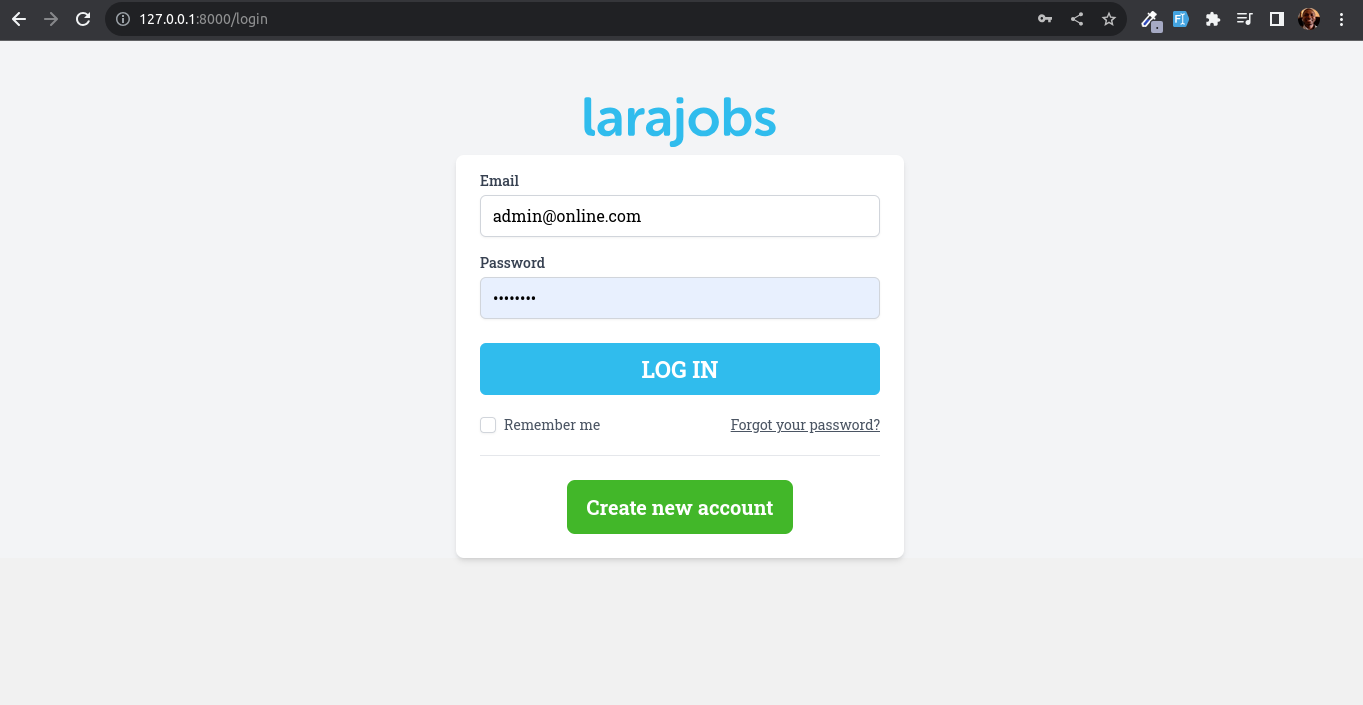 127.0.0.1:8000/login
larajobs
Email
admin@online.com
Password
••••••••
LOG IN
Remember me
Forgot your password?
Create new account